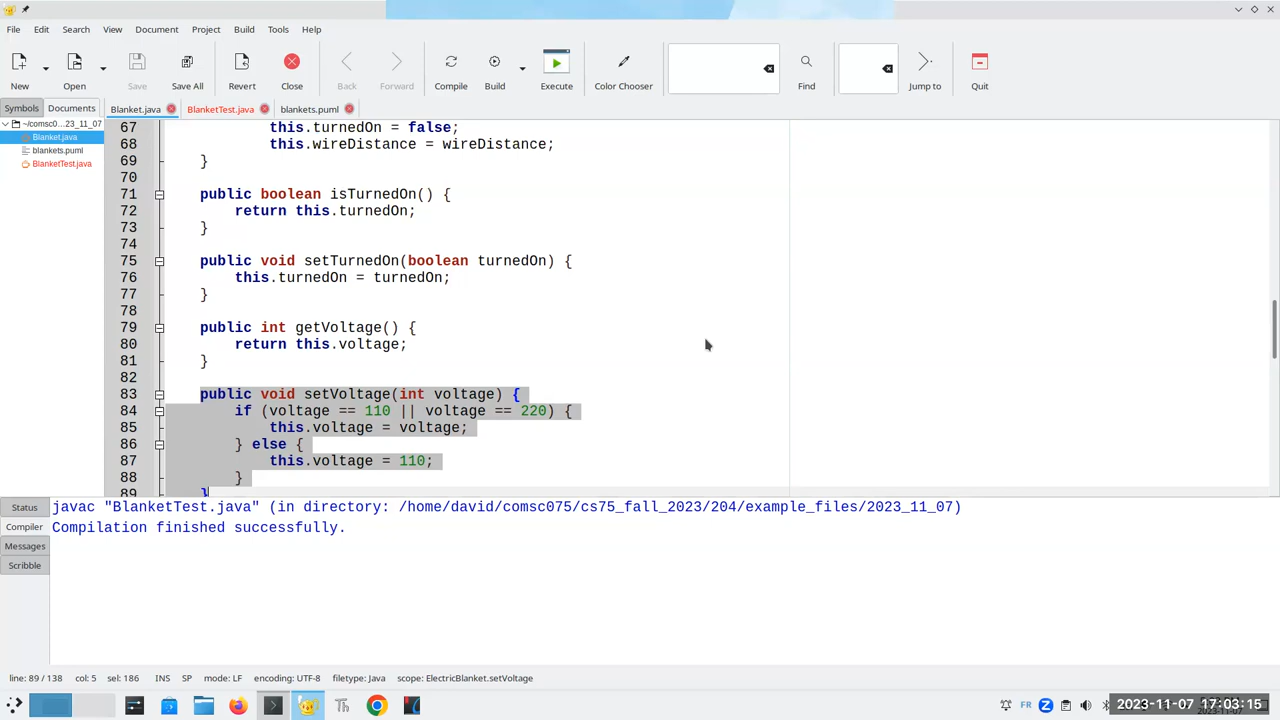 File Edit Search View Document Project Build Tools Help
New Open Save Save All Revert Close Back Forward Compile Build Execute Color Chooser Find Jump to Quit
Symbols Documents Blanket.java BlanketTest.java blankets.puml
~/comsc0...23_11_07
Blanket.java
blankets.puml
BlanketTest.java
67 this.turnedOn = false;
68 this.wireDistance = wireDistance;
69 }
70
71 public boolean isTurnedOn() {
72 return this.turnedOn;
73 }
74
75 public void setTurnedOn(boolean turnedOn) {
76 this.turnedOn = turnedOn;
77 }
78
79 public int getVoltage() {
80 return this.voltage;
81 }
82
83 public void setVoltage(int voltage) {
84 if (voltage == 110 || voltage == 220) {
85 this.voltage = voltage;
86 } else {
87 this.voltage = 110;
88 }
89 }
Status
Compiler
Messages
Scribble
javac "BlanketTest.java" (in directory: /home/david/comsc075/cs75_fall_2023/204/example_files/2023_11_07)
Compilation finished successfully.
line: 89 / 138 col: 5 sel: 186 INS SP mode: LF encoding: UTF-8 filetype: Java scope: ElectricBlanket.setVoltage
FR
2023-11-07 17:03:15